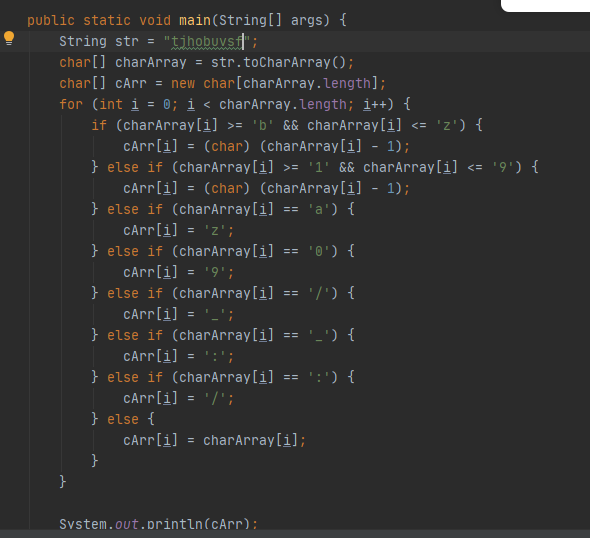 public static void main(String[] args) {
String str = "tjhobuvsf";
char[] charArray = str.toCharArray();
char[] cArr = new char[charArray.length];
for (int i = 0; i < charArray.length; i++) {
if (charArray[i] >= 'b' && charArray[i] <= 'z') {
cArr[i] = (char) (charArray[i] - 1);
} else if (charArray[i] >= '1' && charArray[i] <= '9') {
cArr[i] = (char) (charArray[i] - 1);
} else if (charArray[i] == 'a') {
cArr[i] = 'z';
} else if (charArray[i] == '0') {
cArr[i] = '9';
} else if (charArray[i] == '/') {
cArr[i] = '_';
} else if (charArray[i] == '_') {
cArr[i] = ':';
} else if (charArray[i] == ':') {
cArr[i] = '/';
} else {
cArr[i] = charArray[i];
}
}
System.out.println(cArr);